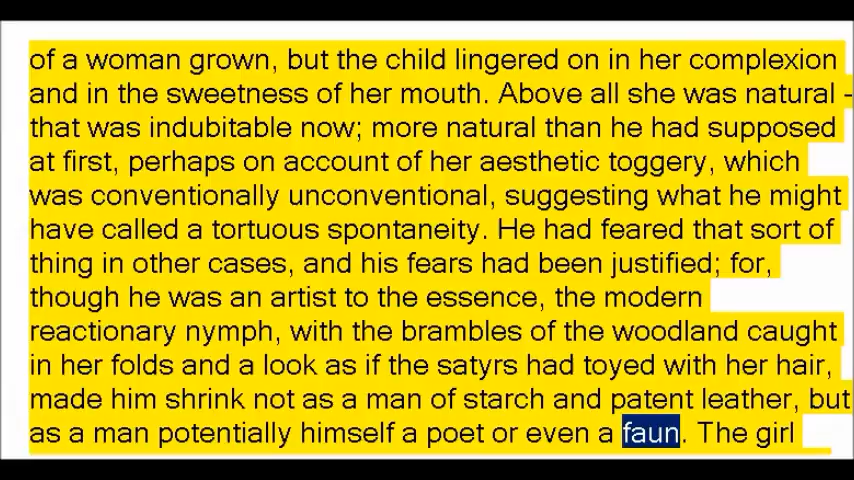 of a woman grown, but the child lingered on in her complexion
and in the sweetness of her mouth. Above all she was natural -
that was indubitable now; more natural than he had supposed
at first, perhaps on account of her aesthetic toggery, which
was conventionally unconventional, suggesting what he might
have called a tortuous spontaneity. He had feared that sort of
thing in other cases, and his fears had been justified; for,
though he was an artist to the essence, the modern
reactionary nymph, with the brambles of the woodland caught
in her folds and a look as if the satyrs had toyed with her hair,
made him shrink not as a man of starch and patent leather, but
as a man potentially himself a poet or even a faun. The girl